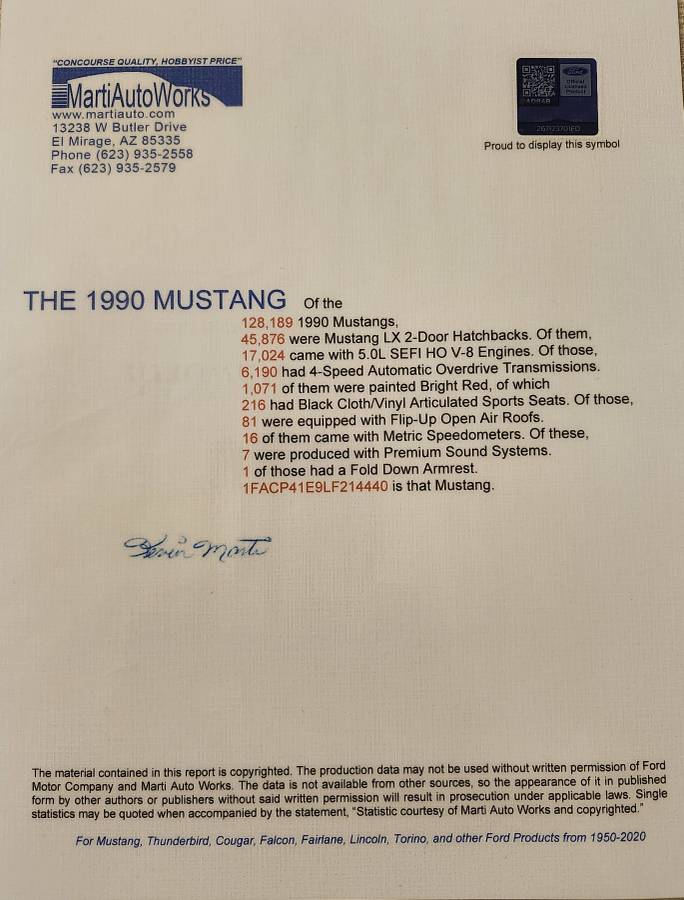 "CONCOURSE QUALITY, HOBBYIST PRICE"
MartiAutoWorks
www.martiauto.com
13238 W Butler Drive
El Mirage, AZ 85335
Phone (623) 935-2558
Fax (623) 935-2579
Ford
Official
Licensed
Product
Proud to display this symbol
THE 1990 MUSTANG Of the
128,189 1990 Mustangs,
45,876 were Mustang LX 2-Door Hatchbacks. Of them,
17,024 came with 5.0L SEFI HO V-8 Engines. Of those,
6,190 had 4-Speed Automatic Overdrive Transmissions.
1,071 of them were painted Bright Red, of which
216 had Black Cloth/Vinyl Articulated Sports Seats. Of those,
81 were equipped with Flip-Up Open Air Roofs.
16 of them came with Metric Speedometers. Of these,
7 were produced with Premium Sound Systems.
1 of those had a Fold Down Armrest.
1FACP41E9LF214440 is that Mustang.
Kevin Marti
The material contained in this report is copyrighted. The production data may not be used without written permission of Ford
Motor Company and Marti Auto Works. The data is not available from other sources, so the appearance of it in published
form by other authors or publishers without said written permission will result in prosecution under applicable laws. Single
statistics may be quoted when accompanied by the statement, "Statistic courtesy of Marti Auto Works and copyrighted."
For Mustang, Thunderbird, Cougar, Falcon, Fairlane, Lincoln, Torino, and other Ford Products from 1950-2020